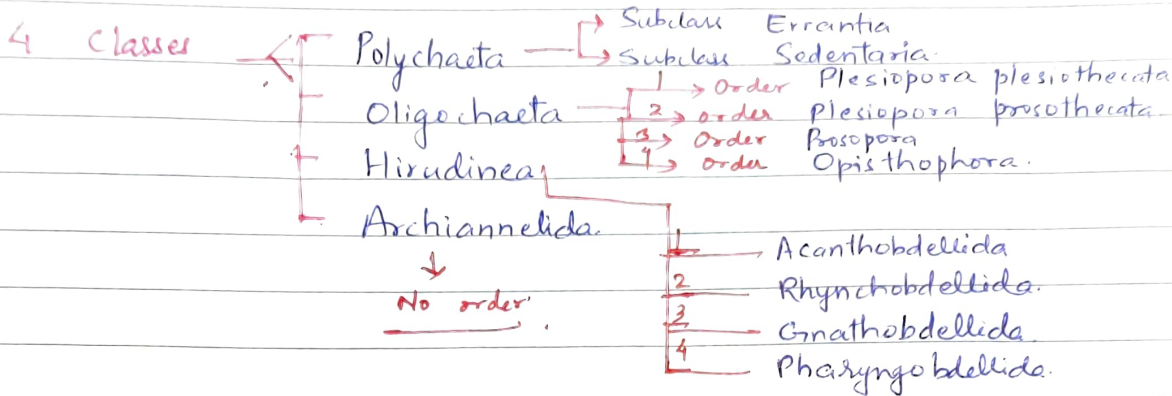 4 Classes
Polychaeta
Subclass Errantia
Subclass Sedentaria.
Oligochaeta
1 Order Plesiopora plesiothecata
2 order Plesiopora prosothecata.
3 Order Prosopora
4 order Opisthophora.
Hirudinea
1 Acanthobdellida
2 Rhynchobdellida.
3 Gnathobdellida
4 Pharyngobdellida.
Archiannelida.
No order.